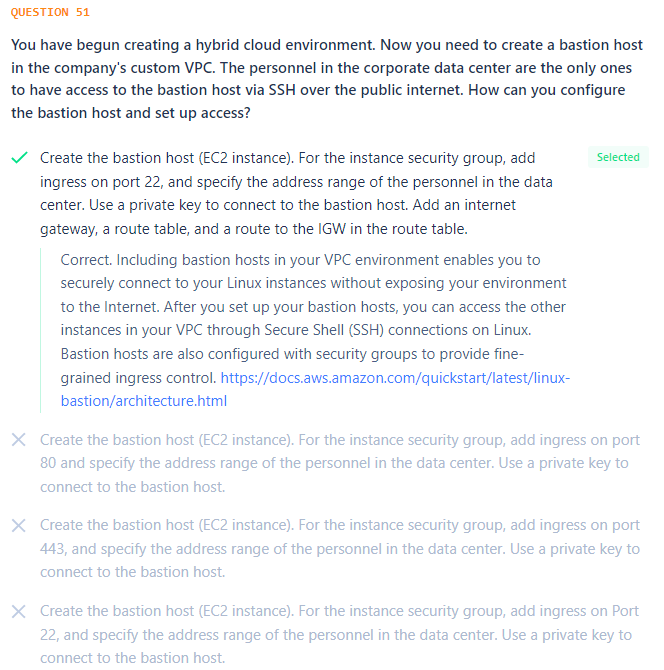 QUESTION 51
You have begun creating a hybrid cloud environment. Now you need to create a bastion host
in the company's custom VPC. The personnel in the corporate data center are the only ones
to have access to the bastion host via SSH over the public internet. How can you configure
the bastion host and set up access?
Create the bastion host (EC2 instance). For the instance security group, add
Selected
ingress on port 22, and specify the address range of the personnel in the data
center. Use a private key to connect to the bastion host. Add an internet
gateway, a route table, and a route to the IGW in the route table.
Correct. Including bastion hosts in your VPC environment enables you to
securely connect to your Linux instances without exposing your environment
to the Internet. After you set up your bastion hosts, you can access the other
instances in your VPC through Secure Shell (SSH) connections on Linux.
Bastion hosts are also configured with security groups to provide fine-
grained ingress control. https://docs.aws.amazon.com/quickstart/latest/linux-
bastion/architecture.html
Create the bastion host (EC2 instance). For the instance security group, add ingress on port
80 and specify the address range of the personnel in the data center. Use a private key to
connect to the bastion host.
Create the bastion host (EC2 instance). For the instance security group, add ingress on port
443, and specify the address range of the personnel in the data center. Use a private key to
connect to the bastion host.
Create the bastion host (EC2 instance). For the instance security group, add ingress on Port
22, and specify the address range of the personnel in the data center. Use a private key to
connect to the bastion host.